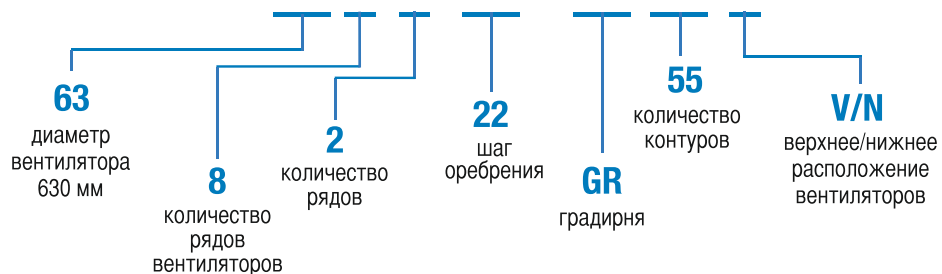 63
диаметр
вентилятора
630 мм
8
количество
рядов
вентиляторов
2
количество
рядов
22
шаг
оребрения
GR
градирня
55
количество
контуров
V/N
верхнее/нижнее
расположение
вентиляторов